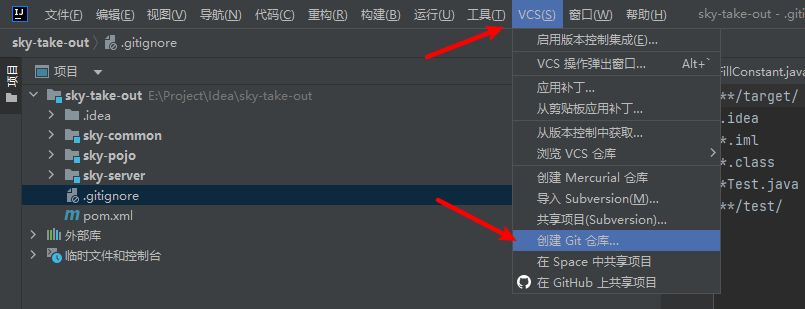 IJ 文件(F) 编辑(E) 视图(V) 导航(N) 代码(C) 重构(R) 构建(B) 运行(U) 工具(T) VCS(S) 窗口(W) 帮助(H) sky-take-out - .giti
sky-take-out 〉 .gitignore
项目
项目
sky-take-out E:\Project\Idea\sky-take-out
.idea
sky-common
sky-pojo
sky-server
.gitignore
pom.xml
外部库
临时文件和控制台
启用版本控制集成(E)...
VCS 操作弹出窗口... Alt+`
应用补丁...
从剪贴板应用补丁...
从版本控制中获取...
浏览 VCS 仓库
创建 Mercurial 仓库
导入 Subversion(M)...
共享项目(Subversion)...
创建 Git 仓库...
在 Space 中共享项目
在 GitHub 上共享项目
FillConstant.java
**/target/
.idea
*.iml
*.class
*Test.java
**/test/